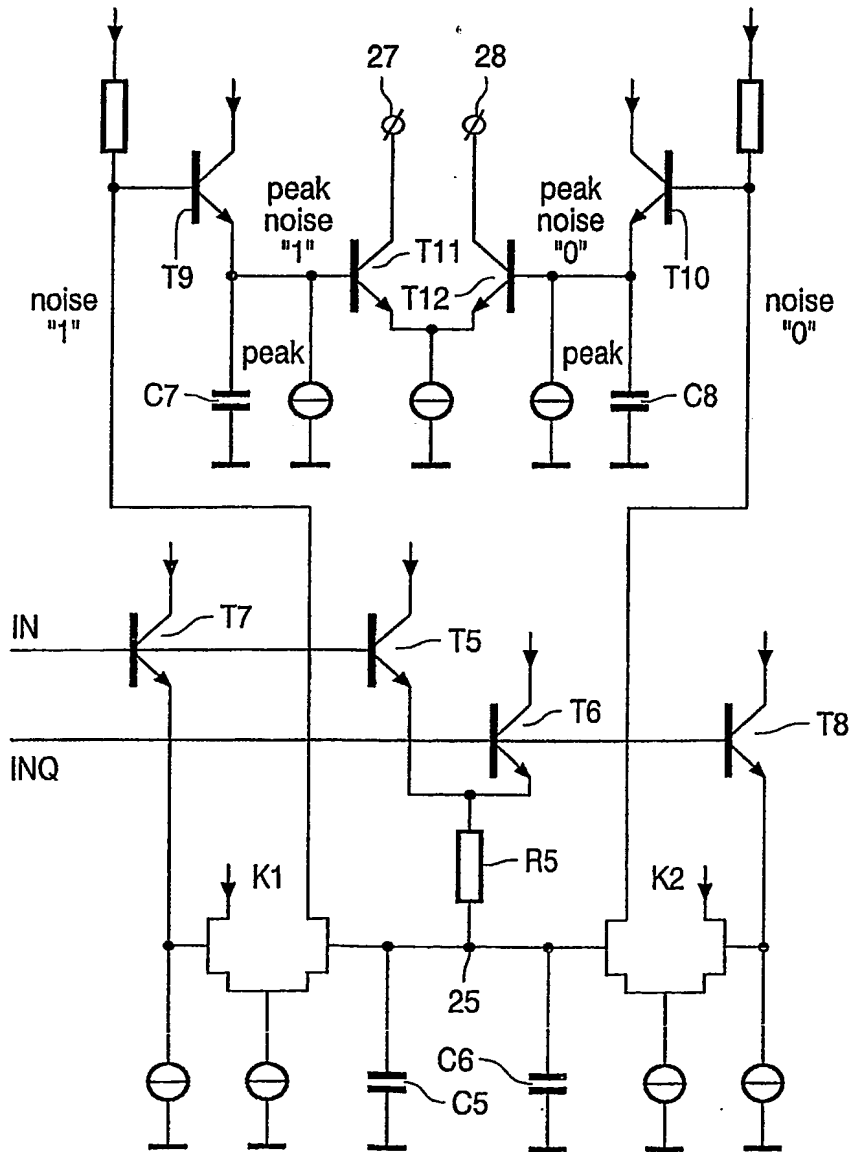 27
28
peak
noise
"1"
peak
noise
"0"
T9
T11
T12
T10
noise
"1"
noise
"0"
peak
peak
C7
C8
IN
T7
T5
T6
T8
INQ
R5
K1
K2
25
C6
C5